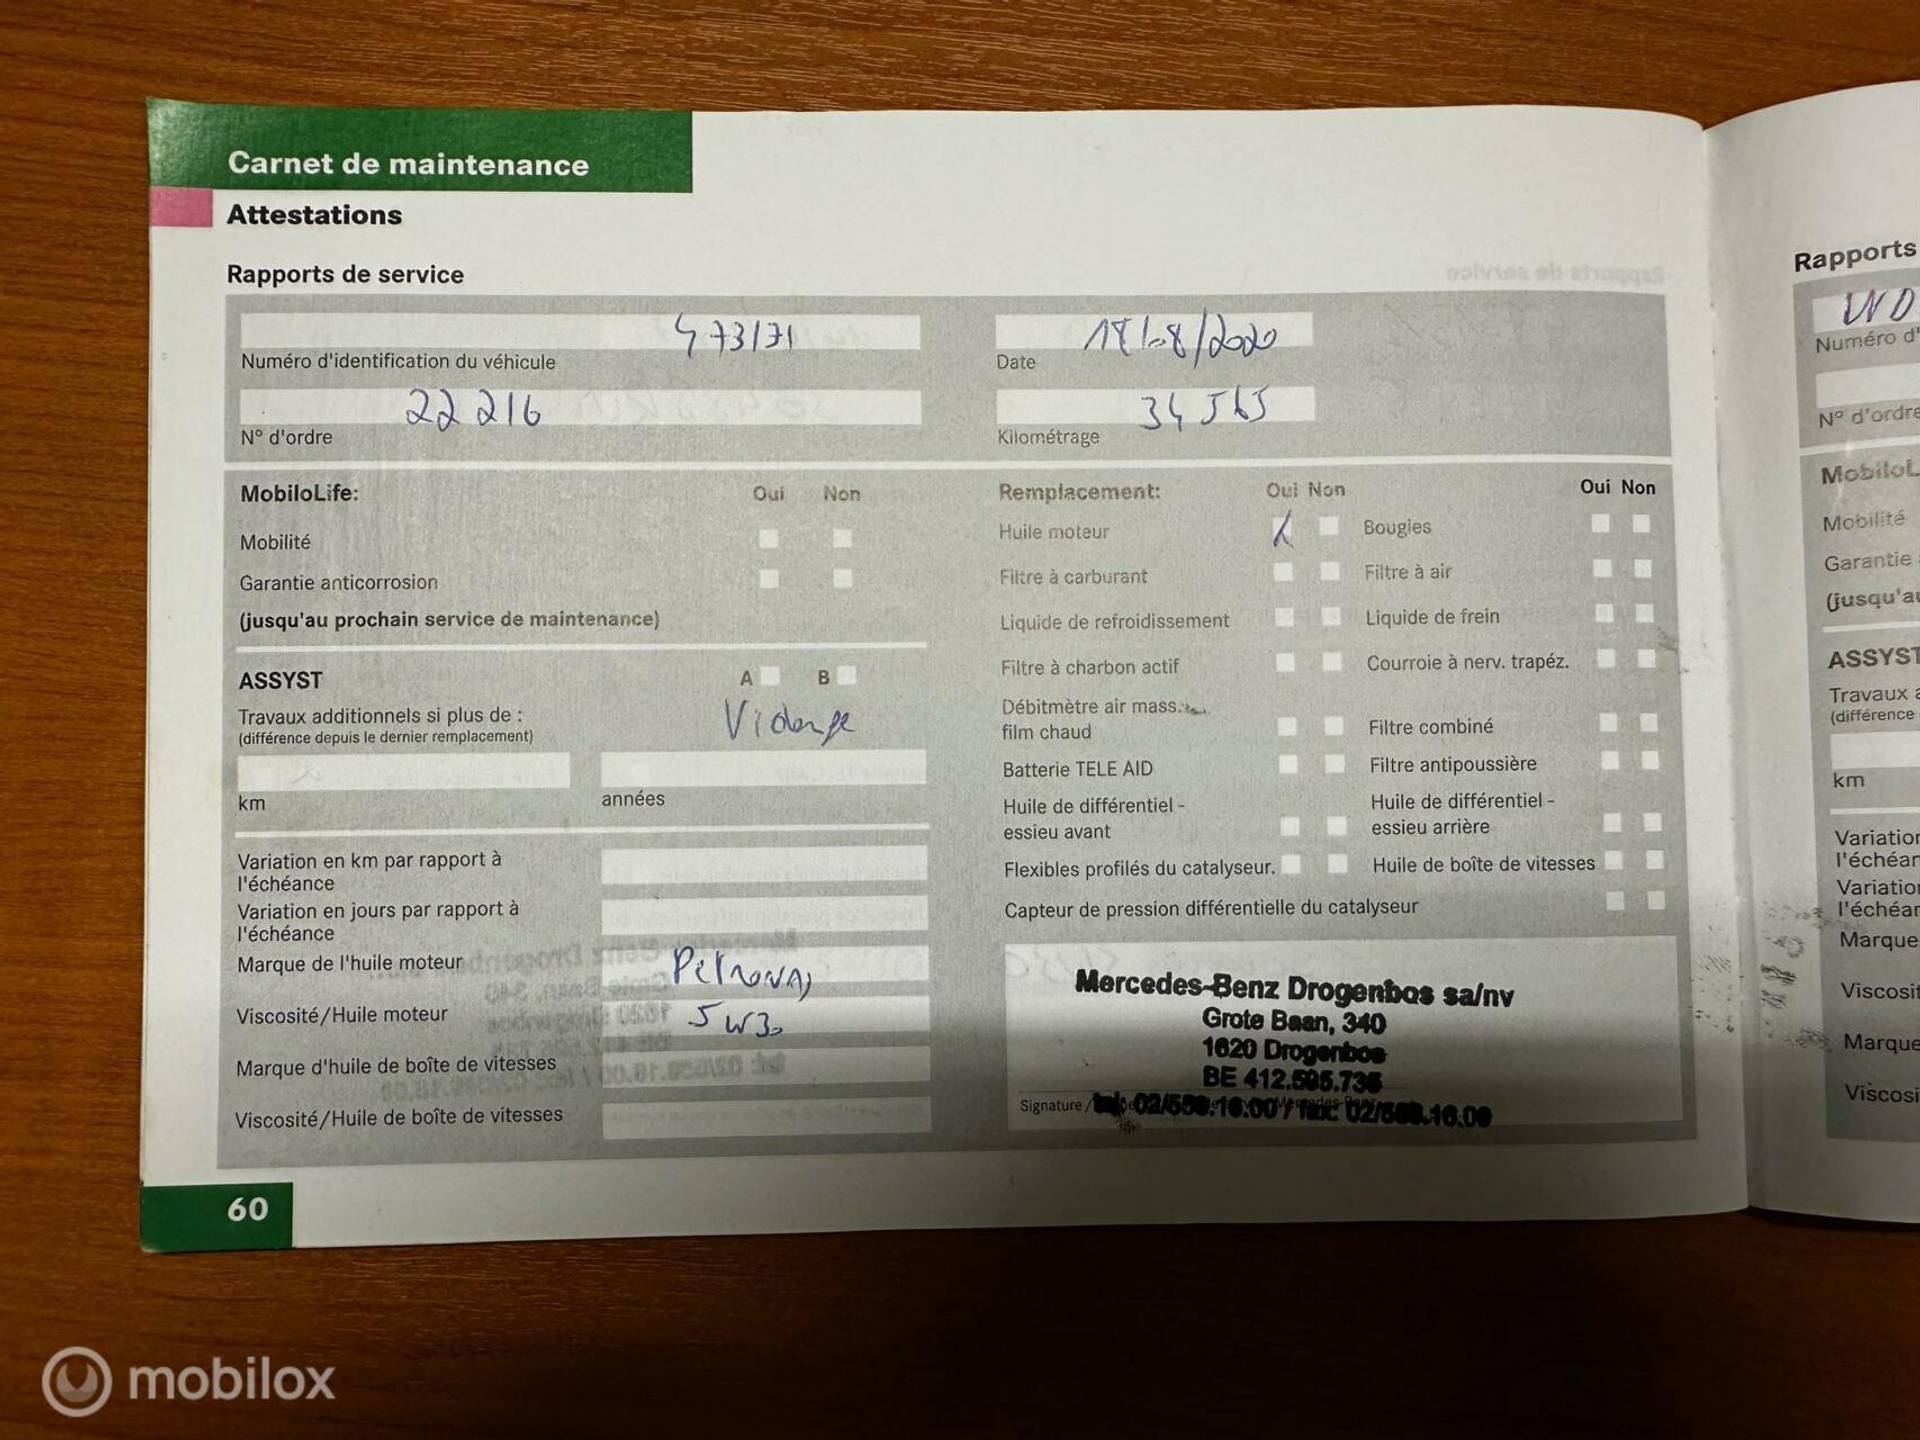 Carnet de maintenance
Attestations
Rapports de service
473171
Numéro d'identification du véhicule
18/08/2020
Date
22 216
N° d'ordre
34 565
Kilométrage
MobiloLife: Oui Non
Mobilité
Garantie anticorrosion
(jusqu'au prochain service de maintenance)
ASSYST A B
Travaux additionnels si plus de :
(différence depuis le dernier remplacement)
Vidange
km
années
Variation en km par rapport à
l'échéance
Variation en jours par rapport à
l'échéance
Marque de l'huile moteur Petronas
Viscosité/Huile moteur 5w30
Marque d'huile de boîte de vitesses
Viscosité/Huile de boîte de vitesses
Remplacement: Oui Non Oui Non
Huile moteur Bougies
Filtre à carburant Filtre à air
Liquide de refroidissement Liquide de frein
Filtre à charbon actif Courroie à nerv. trapéz.
Débitmètre air mass.
film chaud Filtre combiné
Batterie TELE AID Filtre antipoussière
Huile de différentiel -
essieu avant
Huile de différentiel -
essieu arrière
Flexibles profilés du catalyseur. Huile de boîte de vitesses
Capteur de pression différentielle du catalyseur
Mercedes-Benz Drogenbos sa/nv
Grote Baan, 340
1620 Drogenbos
BE 412.595.735
Signature /
60
Rapports
WD
Numéro d'
N° d'ordre
MobiloL
Mobilité
Garantie
(jusqu'au
ASSYST
Travaux
(différence
km
Variation
l'échéan
Variation
l'échéan
Marque
Viscosit
Marque
Viscosi
mobilox